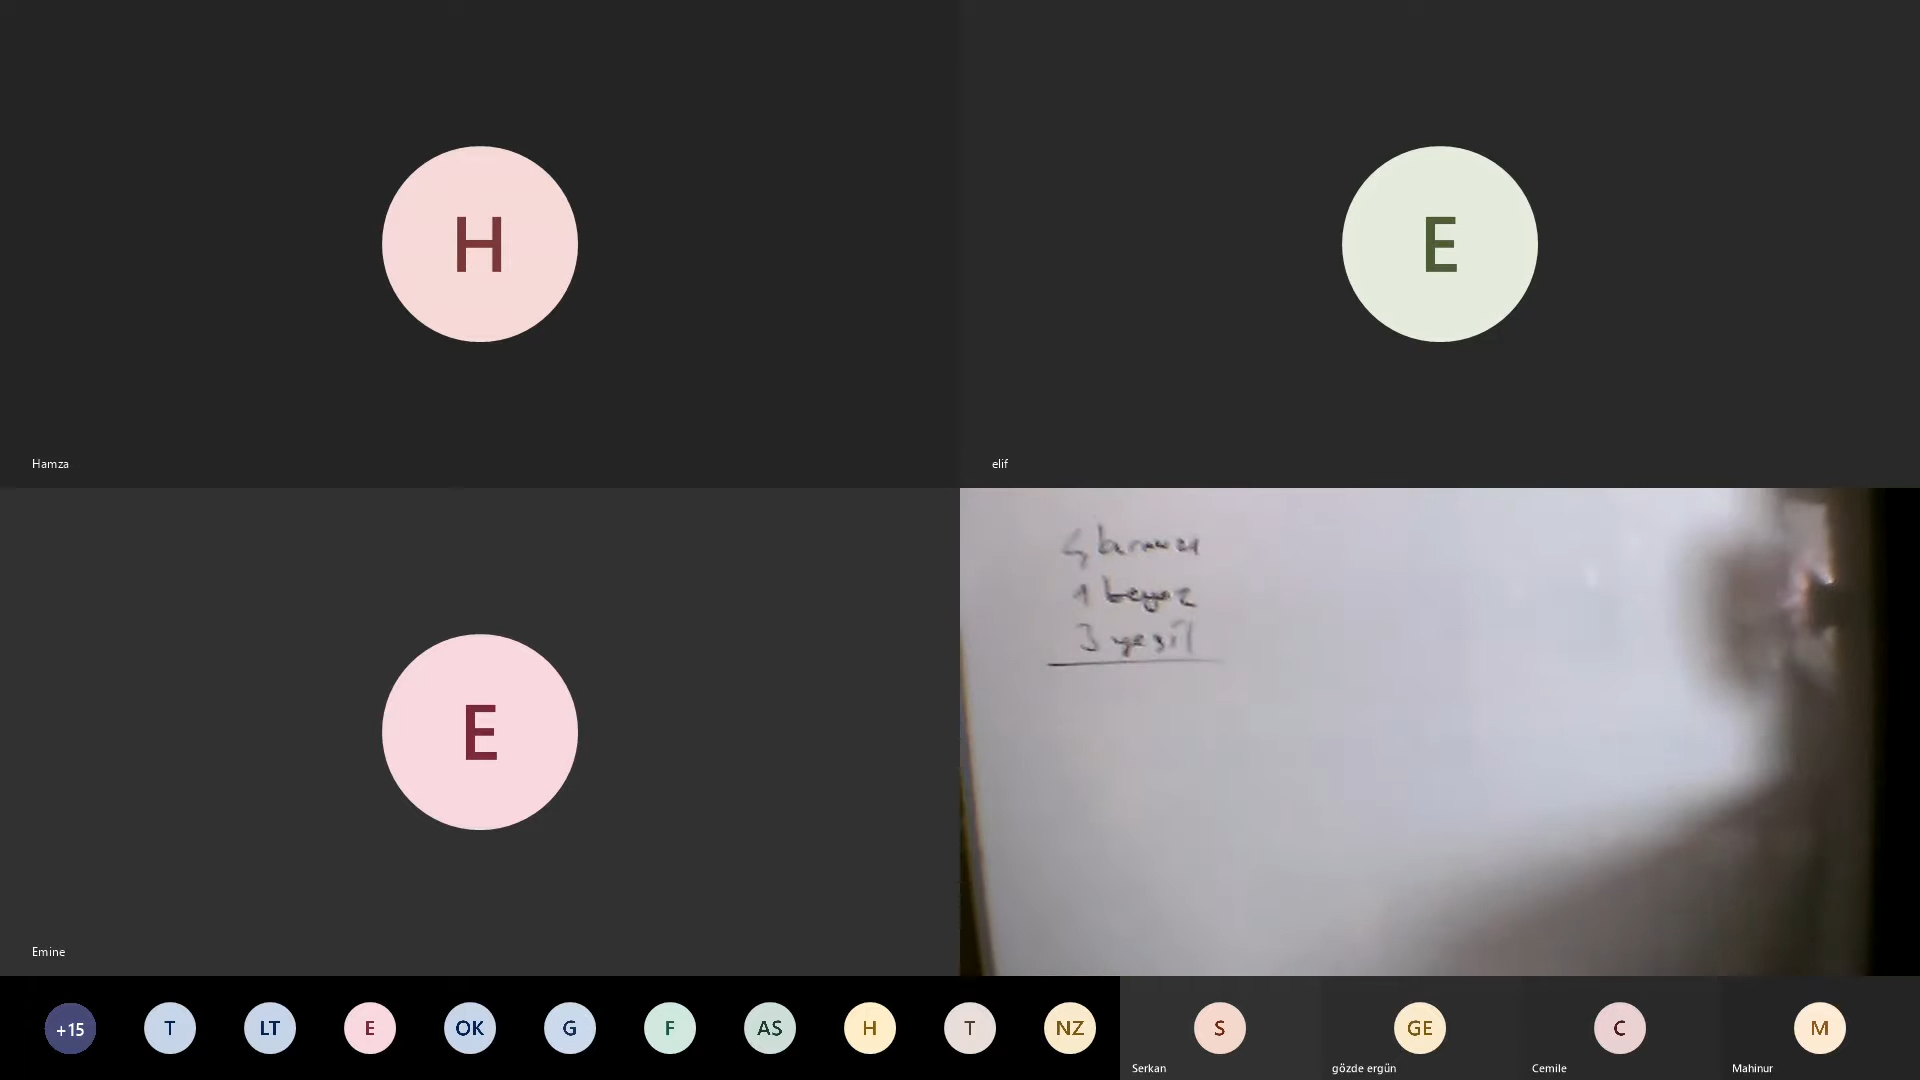 H
E
Hamza
elif
E
4 kırmızı
1 beyaz
3 yeşil
Emine
+15
T
LT
E
OK
G
F
AS
H
T
NZ
S
GE
C
M
Serkan
gözde ergün
Cemile
Mahinur